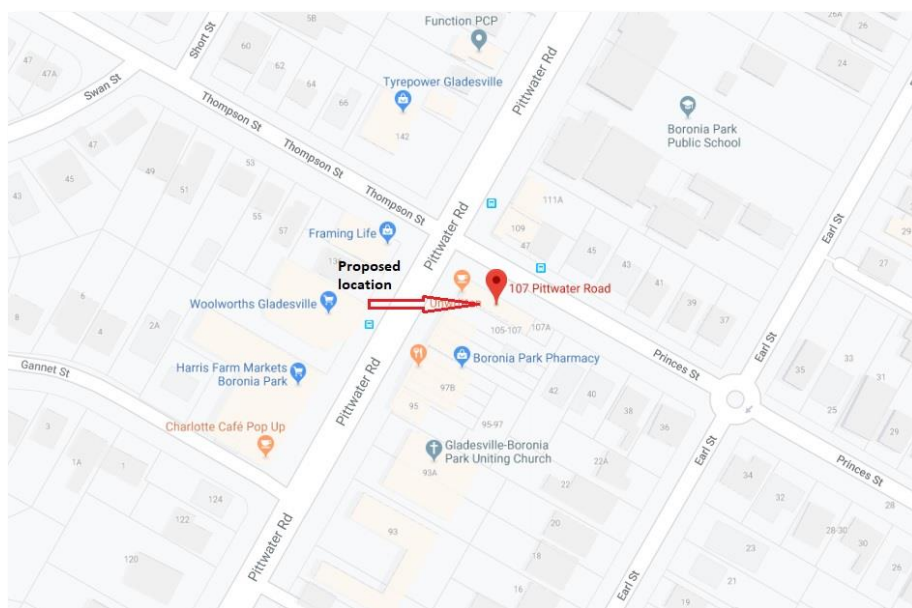 Function PCP
5B
26A
26
24
Short St
60
62
64
66
47
47A
Swan St
Thompson St
Tyrepower Gladesville
142
Pittwater Rd
Boronia Park
Public School
47
49
51
53
45
43
Thompson St
55
57
Thompson St
Framing Life
Pittwater Rd
111A
109
47
45
43
41
39
37
Earl St
29
27
Proposed
location
Woolworths Gladesville
107 Pittwater Road
105-107
107A
6
4
2A
Gannet St
Harris Farm Markets
Boronia Park
Charlotte Café Pop Up
Pittwater Rd
Boronia Park Pharmacy
97B
95
95-97
42
40
38
36
Princes St
Earl St
33
31
35
25
29
3
1A
1
124
122
120
Gladesville-Boronia
Park Uniting Church
93A
93
22A
22
20
18
16
Earl St
Princes St
34
32
28
28-30
30
26
23
21
19
Pittwater Rd